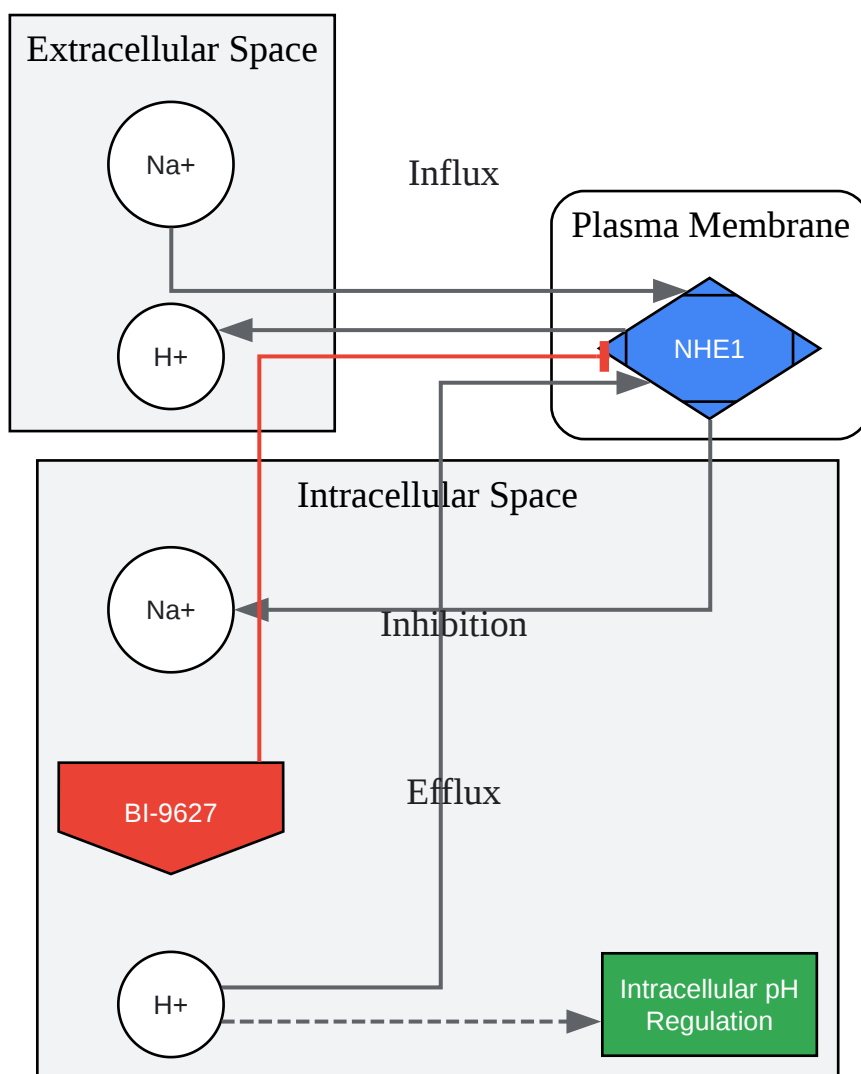 Extracellular Space
Na+
Influx
Plasma Membrane
H+
NHE1
Intracellular Space
Na+
Inhibition
Efflux
BI-9627
H+
Intracellular pH
Regulation